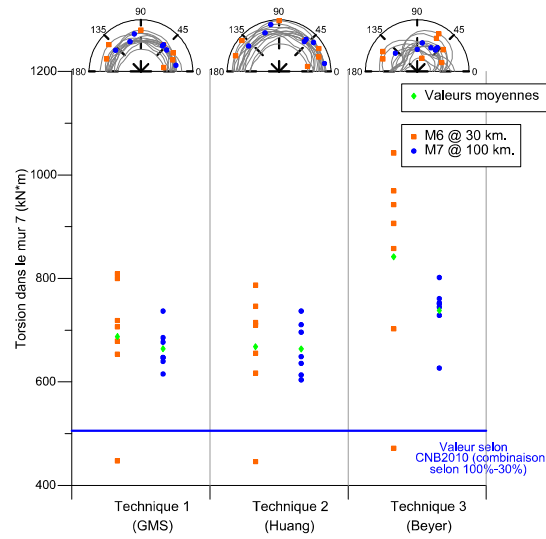 90
135
45
180
0
90
135
45
180
0
90
135
45
180
0
Valeurs moyennes
M6 @ 30 km.
M7 @ 100 km.
Torsion dans le mur 7 (kN*m)
1200
1000
800
600
400
Valeur selon
CNB2010 (combinaison
selon 100%-30%)
Technique 1
(GMS)
Technique 2
(Huang)
Technique 3
(Beyer)